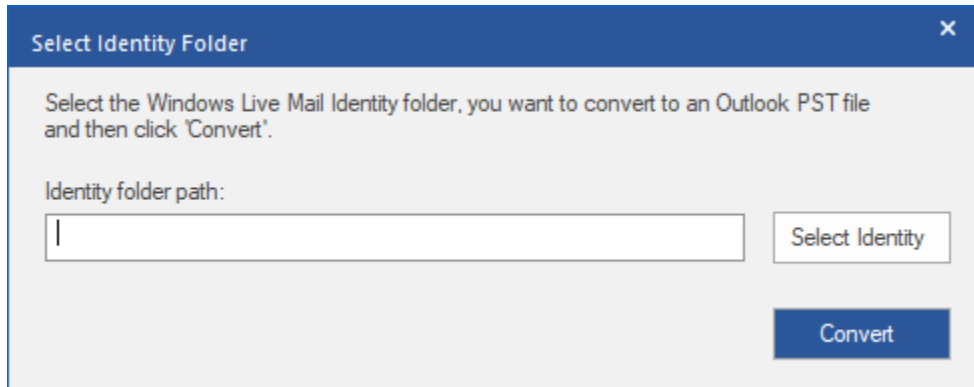 Select Identity Folder
Select the Windows Live Mail Identity folder, you want to convert to an Outlook PST file
and then click 'Convert'.
Identity folder path:
Select Identity
Convert